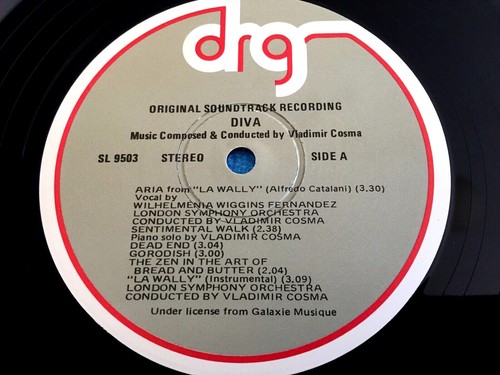 drg
ORIGINAL SOUNDTRACK RECORDING
DIVA
Music Composed & Conducted by Vladimir Cosma
SL 9503 STEREO SIDE A
ARIA from "LA WALLY" (Alfredo Catalani) (3.30)
Vocal by
WILHELMENIA WIGGINS FERNANDEZ
LONDON SYMPHONY ORCHESTRA
CONDUCTED BY VLADIMIR COSMA
SENTIMENTAL WALK (2.38)
Piano solo by VLADIMIR COSMA
DEAD END (3.04)
GORODISH (3.00)
THE ZEN IN THE ART OF
BREAD AND BUTTER (2.04)
"LA WALLY" (Instrumental) (3.09)
LONDON SYMPHONY ORCHESTRA
CONDUCTED BY VLADIMIR COSMA
Under license from Galaxie Musique